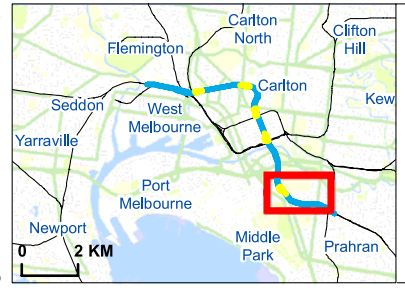 Carlton
North
Clifton
Hill
Flemington
Carlton
Seddon
Kew
West
Melbourne
Yarraville
Port
Melbourne
Newport
Middle
Park
Prahran
0 2 KM